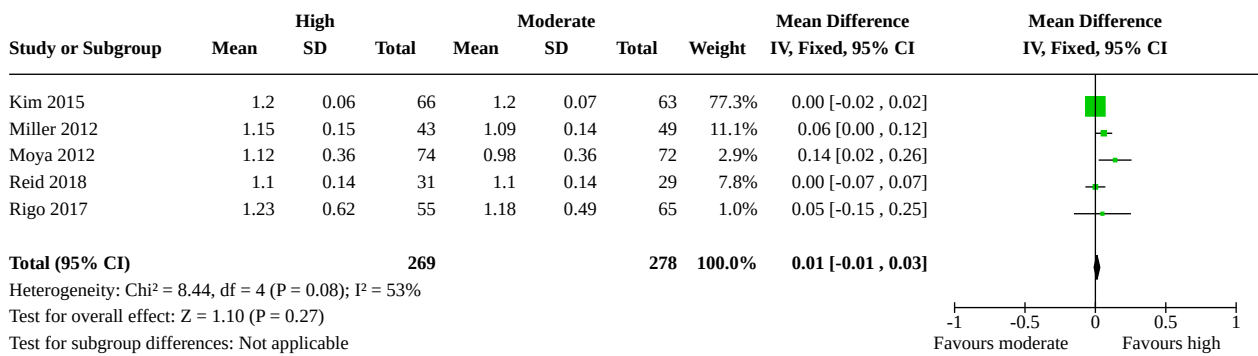 High Moderate Mean Difference Mean Difference
Study or Subgroup Mean SD Total Mean SD Total Weight IV, Fixed, 95% CI IV, Fixed, 95% CI
Kim 2015 1.2 0.06 66 1.2 0.07 63 77.3% 0.00 [-0.02 , 0.02]
Miller 2012 1.15 0.15 43 1.09 0.14 49 11.1% 0.06 [0.00 , 0.12]
Moya 2012 1.12 0.36 74 0.98 0.36 72 2.9% 0.14 [0.02 , 0.26]
Reid 2018 1.1 0.14 31 1.1 0.14 29 7.8% 0.00 [-0.07 , 0.07]
Rigo 2017 1.23 0.62 55 1.18 0.49 65 1.0% 0.05 [-0.15 , 0.25]
Total (95% CI) 269 278 100.0% 0.01 [-0.01 , 0.03]
Heterogeneity: Chi² = 8.44, df = 4 (P = 0.08); I² = 53%
Test for overall effect: Z = 1.10 (P = 0.27) -1 -0.5 0 0.5 1
Test for subgroup differences: Not applicable Favours moderate Favours high